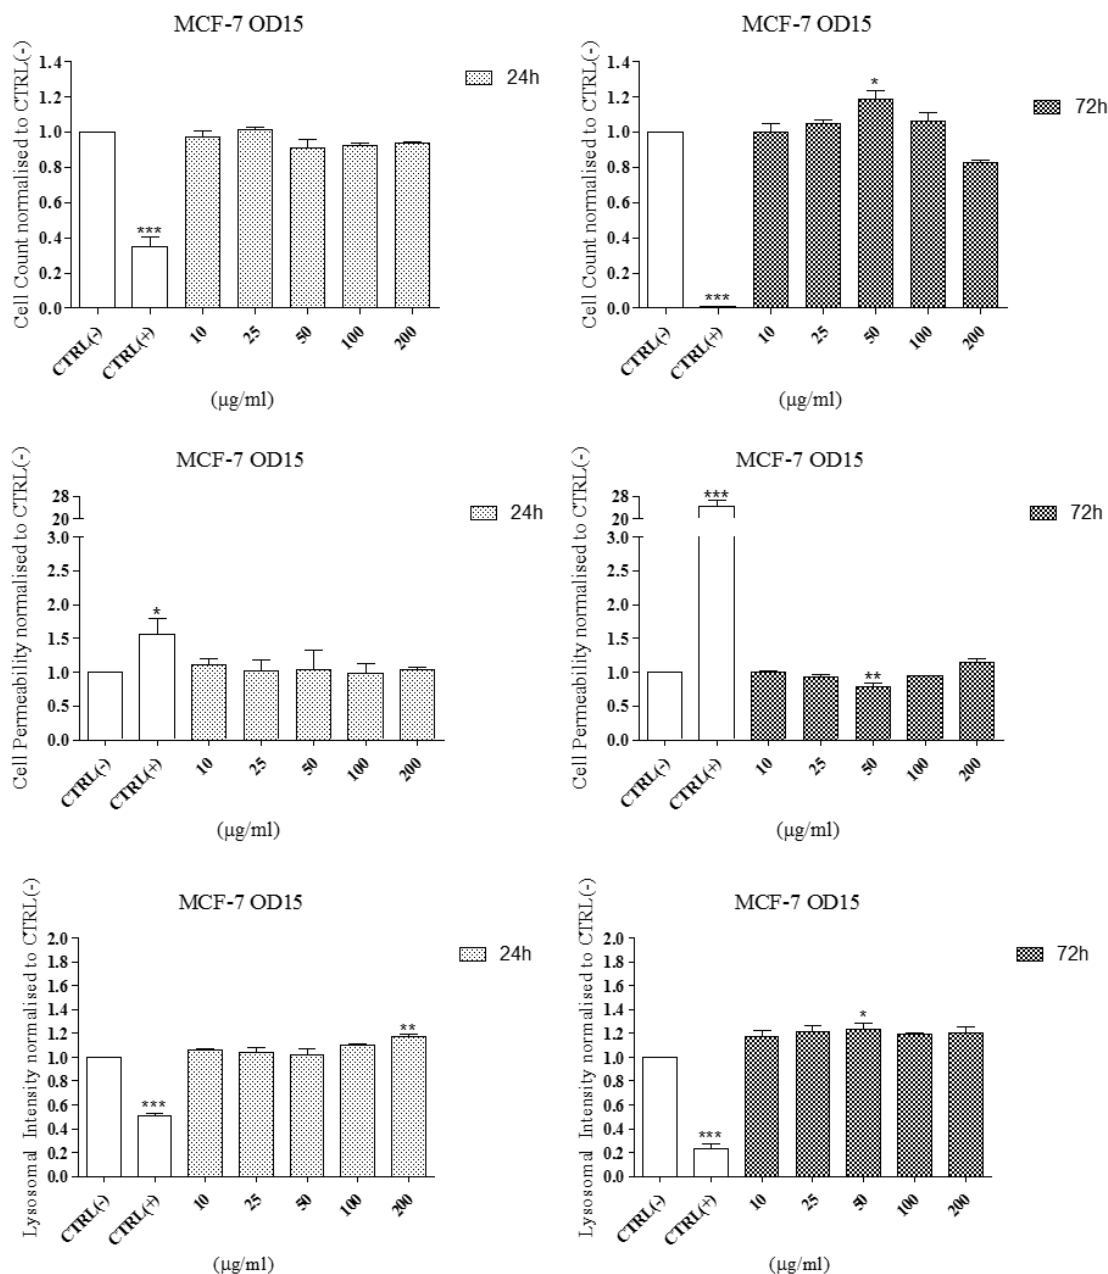 MCF-7 OD15
Cell Count normalised to CTRL(-)
1.4
1.2
1.0
0.8
0.6
0.4
0.2
0.0
***
24h
CTRL(-) CTRL(+) 10 25 50 100 200
(µg/ml)
MCF-7 OD15
Cell Count normalised to CTRL(-)
1.4
1.2
1.0
0.8
0.6
0.4
0.2
0.0
***
*
72h
CTRL(-) CTRL(+) 10 25 50 100 200
(µg/ml)
MCF-7 OD15
Cell Permeability normalised to CTRL(-)
28
20
3.0
2.5
2.0
1.5
1.0
0.5
0.0
*
24h
CTRL(-) CTRL(+) 10 25 50 100 200
(µg/ml)
MCF-7 OD15
Cell Permeability normalised to CTRL(-)
28
20
3.0
2.5
2.0
1.5
1.0
0.5
0.0
***
**
72h
CTRL(-) CTRL(+) 10 25 50 100 200
(µg/ml)
MCF-7 OD15
Lysosomal Intensity normalised to CTRL(-)
2.0
1.8
1.6
1.4
1.2
1.0
0.8
0.6
0.4
0.2
0.0
***
**
24h
CTRL(-) CTRL(+) 10 25 50 100 200
(µg/ml)
MCF-7 OD15
Lysosomal Intensity normalised to CTRL(-)
2.0
1.8
1.6
1.4
1.2
1.0
0.8
0.6
0.4
0.2
0.0
***
*
72h
CTRL(-) CTRL(+) 10 25 50 100 200
(µg/ml)